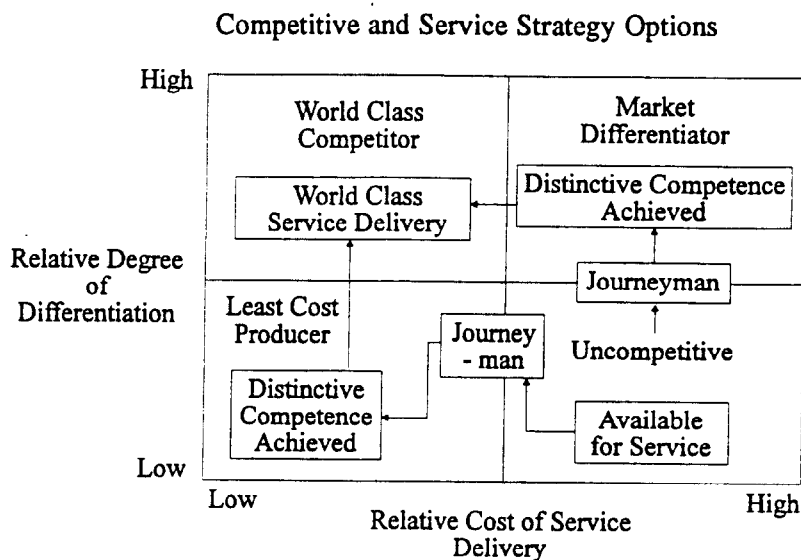 Competitive and Service Strategy Options
High
World Class
Competitor
Market
Differentiator
World Class
Service Delivery
Distinctive Competence
Achieved
Relative Degree
of
Differentiation
Journeyman
Least Cost
Producer
Journey
- man
Uncompetitive
Distinctive
Competence
Achieved
Available
for Service
Low
Low
High
Relative Cost of Service
Delivery